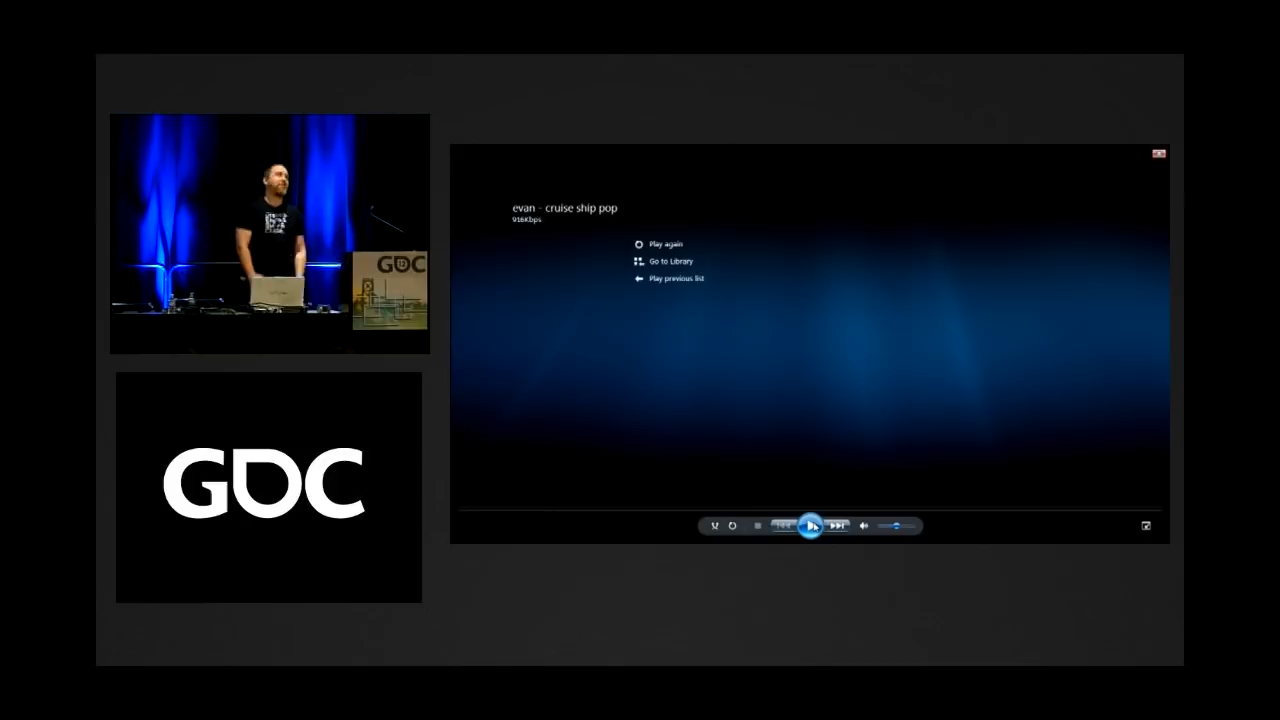 GDC
GDC
evan - cruise ship pop
916Kbps
Play again
Go to Library
Play previous list